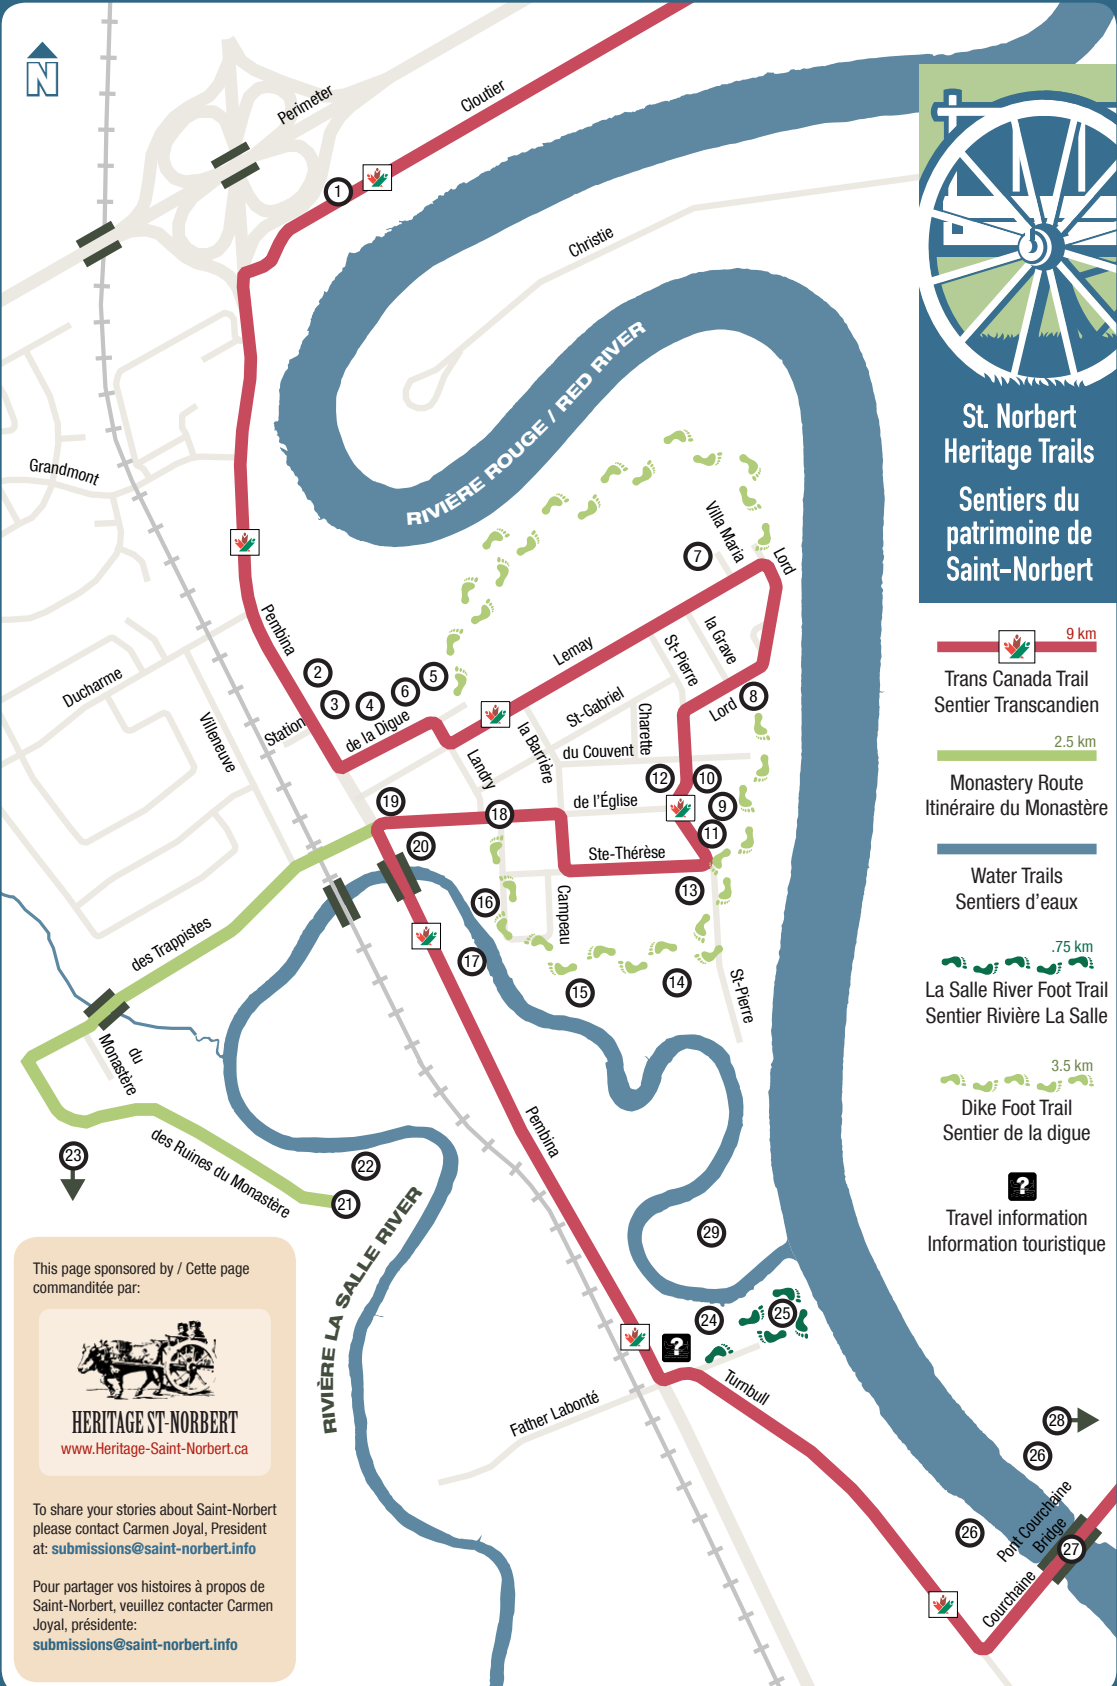 N
Perimeter
Cloutier
1
Christie
RIVIÈRE ROUGE / RED RIVER
Grandmont
St. Norbert
Heritage Trails
Sentiers du
patrimoine de
Saint-Norbert
9 km
Trans Canada Trail
Sentier Transcandien
2.5 km
Monastery Route
Itinéraire du Monastère
Water Trails
Sentiers d'eaux
.75 km
La Salle River Foot Trail
Sentier Rivière La Salle
3.5 km
Dike Foot Trail
Sentier de la digue
?
Travel information
Information touristique
Villa Maria
7
Lord
Pembina
2
3
4
6
5
Lemay
St-Pierre
la Grave
Ducharme
Villeneuve
Station
de la Digue
St-Gabriel
Charette
Lord
8
Landry
la Barrière
du Couvent
12
10
9
11
de l'Église
19
18
20
Ste-Thérèse
13
16
Campeau
17
15
14
St-Pierre
des Trappistes
du
Monastère
Pembina
23
des Ruines du Monastère
22
21
RIVIÈRE LA SALLE RIVER
29
24
25
?
Turnbull
Father Labonté
28
26
26
Pont Courchaine
Bridge
27
Courchaine
This page sponsored by / Cette page
commanditée par:
HERITAGE ST-NORBERT
www.Heritage-Saint-Norbert.ca
To share your stories about Saint-Norbert
please contact Carmen Joyal, President
at: submissions@saint-norbert.info
Pour partager vos histoires à propos de
Saint-Norbert, veuillez contacter Carmen
Joyal, présidente:
submissions@saint-norbert.info